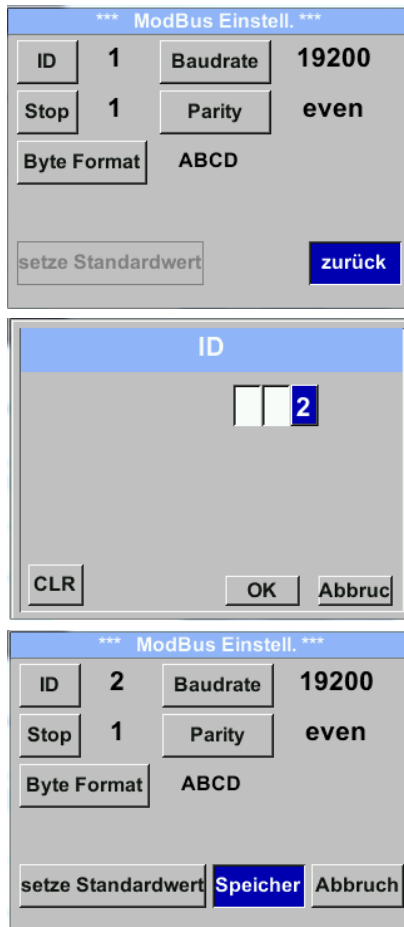 *** ModBus Einstell. ***
ID 1 Baudrate 19200
Stop 1 Parity even
Byte Format ABCD
setze Standardwert zurück
ID
2
CLR OK Abbruc
*** ModBus Einstell. ***
ID 2 Baudrate 19200
Stop 1 Parity even
Byte Format ABCD
setze Standardwert Speicher Abbruch